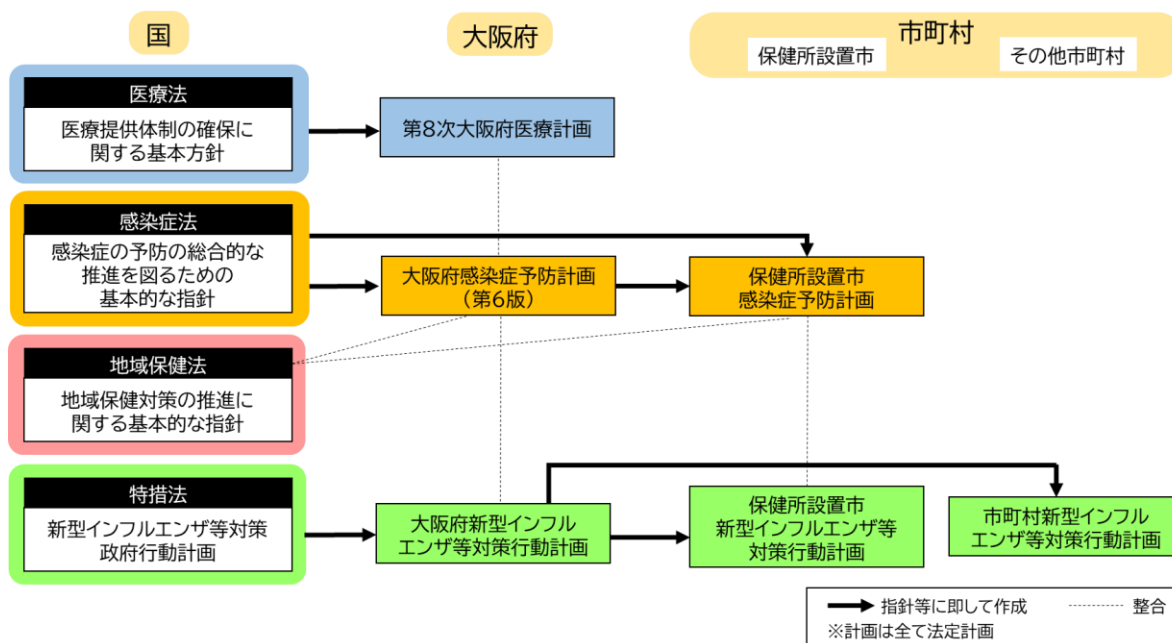 国
大阪府
市町村
保健所設置市
その他市町村
医療法
医療提供体制の確保に
関する基本方針
第8次大阪府医療計画
感染症法
感染症の予防の総合的な
推進を図るための
基本的な指針
大阪府感染症予防計画
(第6版)
保健所設置市
感染症予防計画
地域保健法
地域保健対策の推進に
関する基本的な指針
特措法
新型インフルエンザ等対策
政府行動計画
大阪府新型インフル
エンザ等対策行動計画
保健所設置市
新型インフルエンザ等
対策行動計画
市町村新型インフル
エンザ等対策行動計画
指針等に即して作成
整合
※計画は全て法定計画